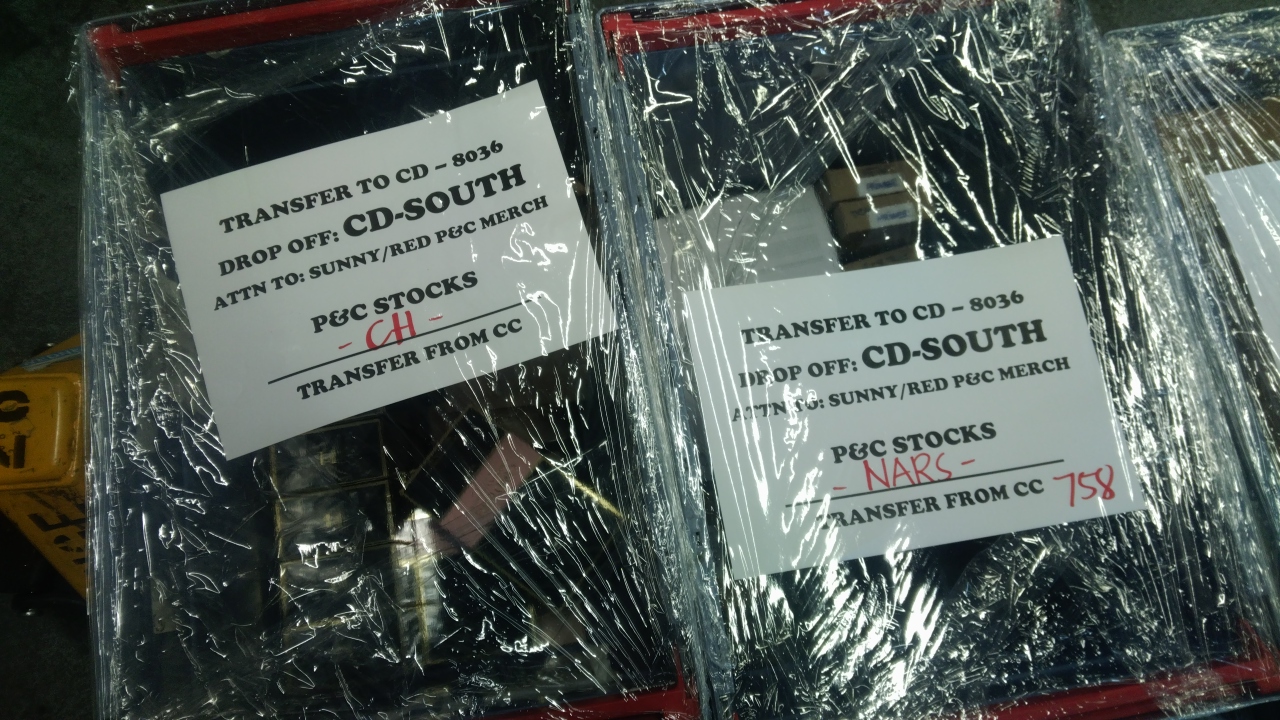 TRANSFER TO CD – 8036
DROP OFF: CD-SOUTH
ATTN TO: SUNNY/RED P&C MERCH
P&C STOCKS
- CH -
TRANSFER FROM CC
TRANSFER TO CD – 8036
DROP OFF: CD-SOUTH
ATTN TO: SUNNY/RED P&C MERCH
P&C STOCKS
- NARS -
TRANSFER FROM CC 758